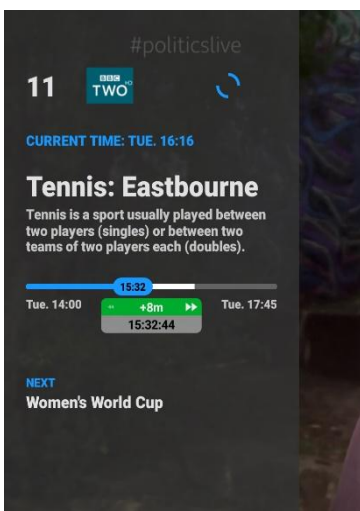 #politicslive
11
BBC
TWO
CURRENT TIME: TUE. 16:16
Tennis: Eastbourne
Tennis is a sport usually played between
two players (singles) or between two
teams of two players each (doubles).
15:32
Tue. 14:00
+8m
Tue. 17:45
15:32:44
NEXT
Women's World Cup